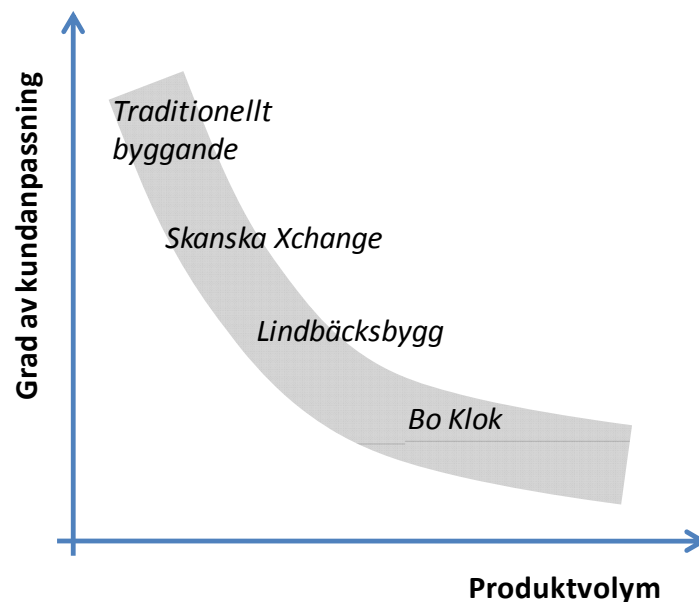 Grad av kundanpassning
Traditionellt
byggande
Skanska Xchange
Lindbäcksbygg
Bo Klok
Produktvolym